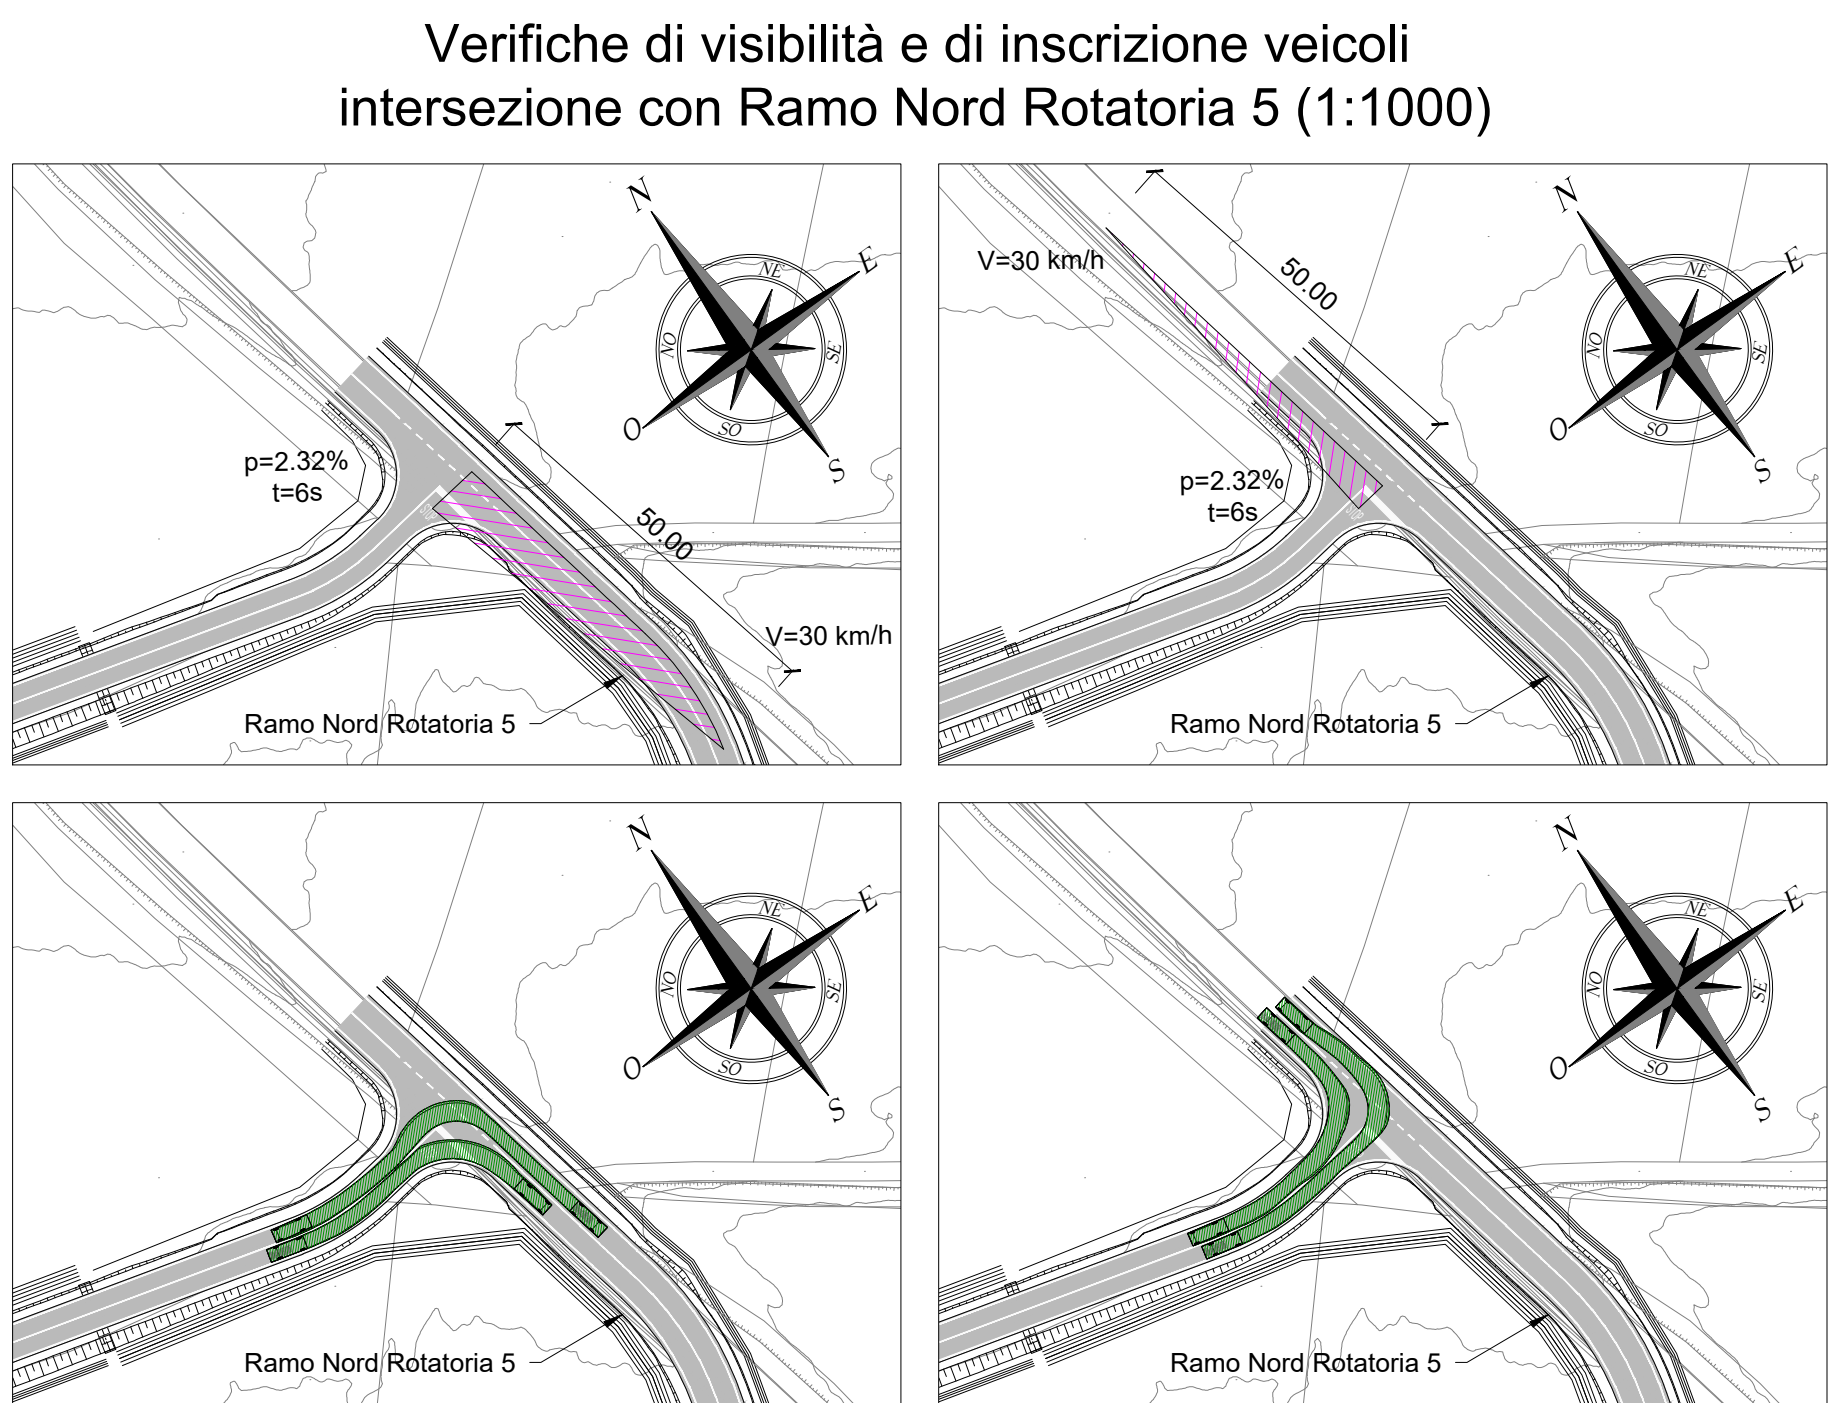 Verifiche di visibilità e di inscrizione veicoli
intersezione con Ramo Nord Rotatoria 5 (1:1000)
N
NE
E
NO
SE
O
SO
S
p=2.32%
t=6s
STOP
50.00
V=30 km/h
Ramo Nord Rotatoria 5
N
V=30 km/h
50.00
NE
E
NO
SE
O
SO
S
p=2.32%
t=6s
STOP
Ramo Nord Rotatoria 5
N
NE
E
NO
SE
O
SO
S
Ramo Nord Rotatoria 5
N
NE
E
NO
SE
O
SO
S
Ramo Nord Rotatoria 5